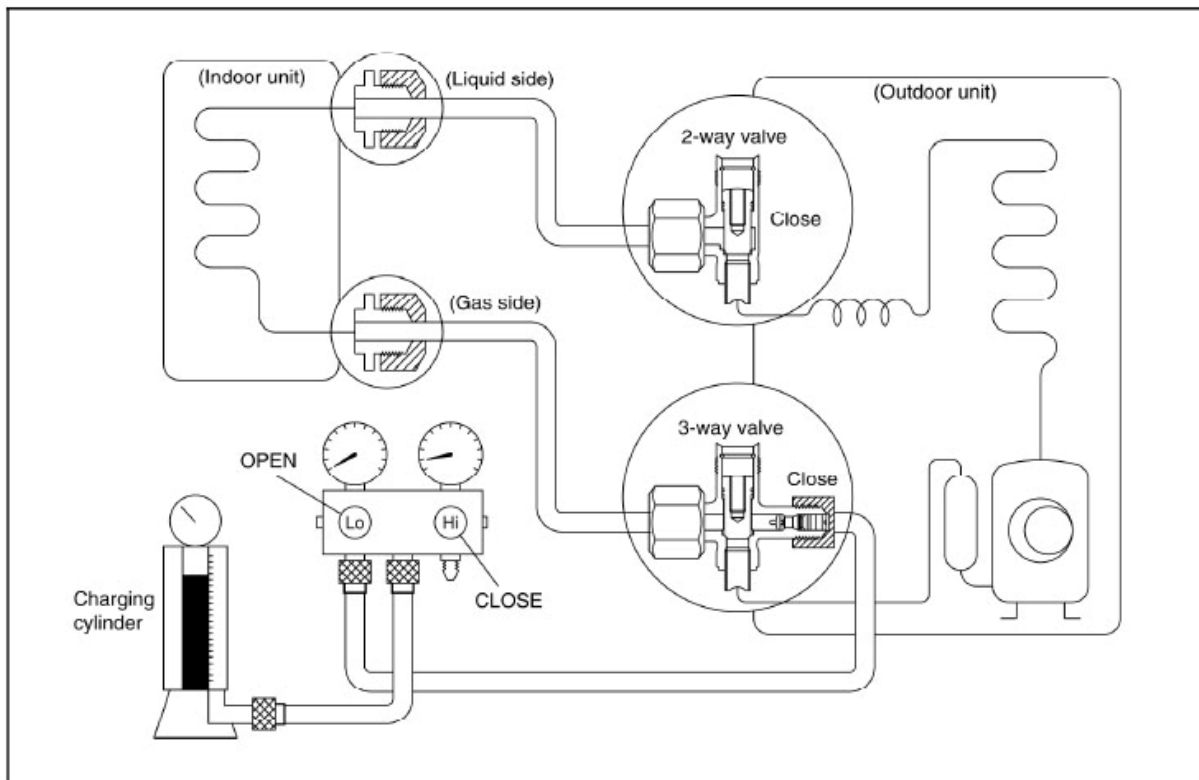 (Indoor unit)
(Liquid side)
(Outdoor unit)
2-way valve
Close
(Gas side)
3-way valve
Close
OPEN
Lo
Hi
CLOSE
Charging
cylinder